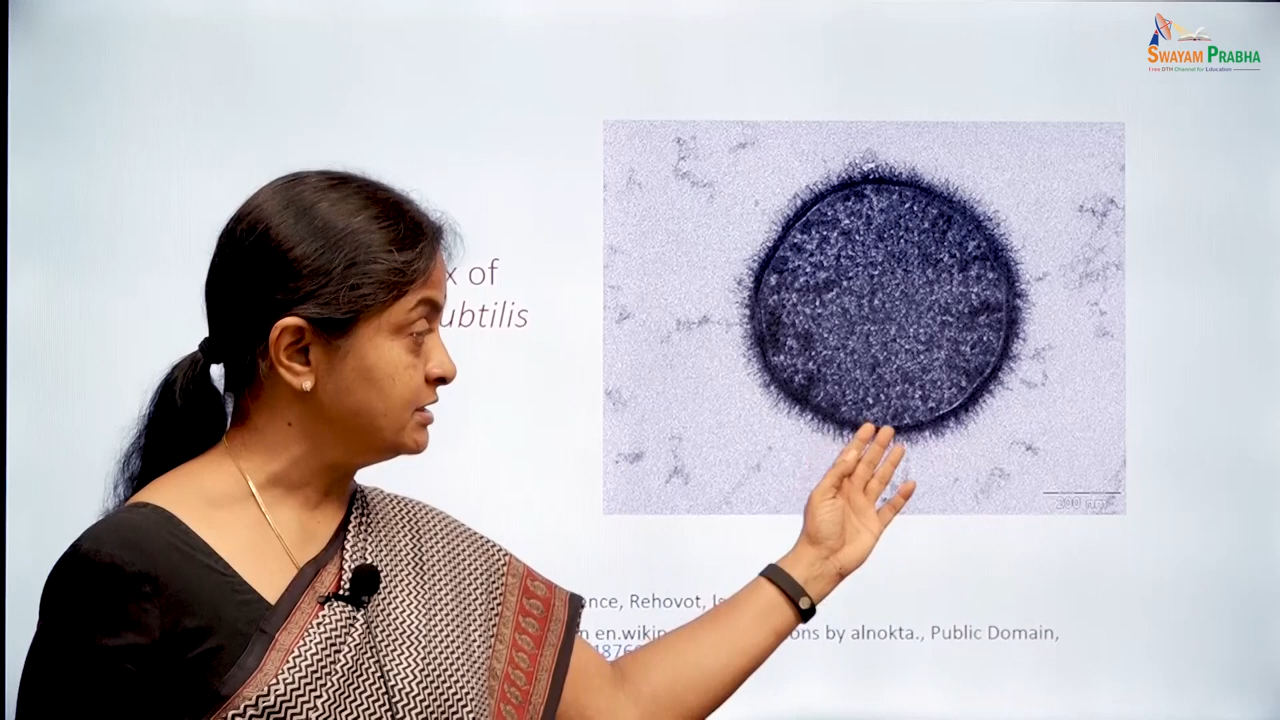 SWAYAM PRABHA
Free DTH Channel for Education
x of
ubtilis
200 nm
nce, Rehovot, Is
n en.wikip ons by alnokta., Public Domain,